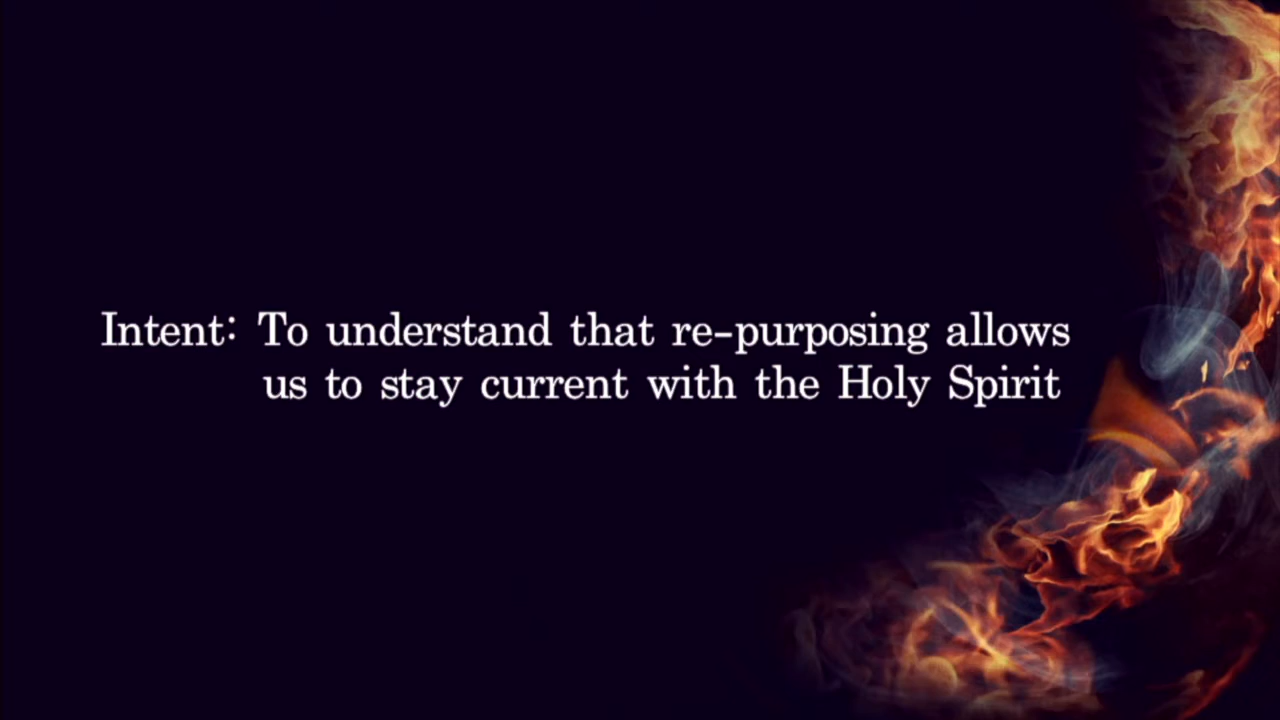 Intent: To understand that re-purposing allows
us to stay current with the Holy Spirit